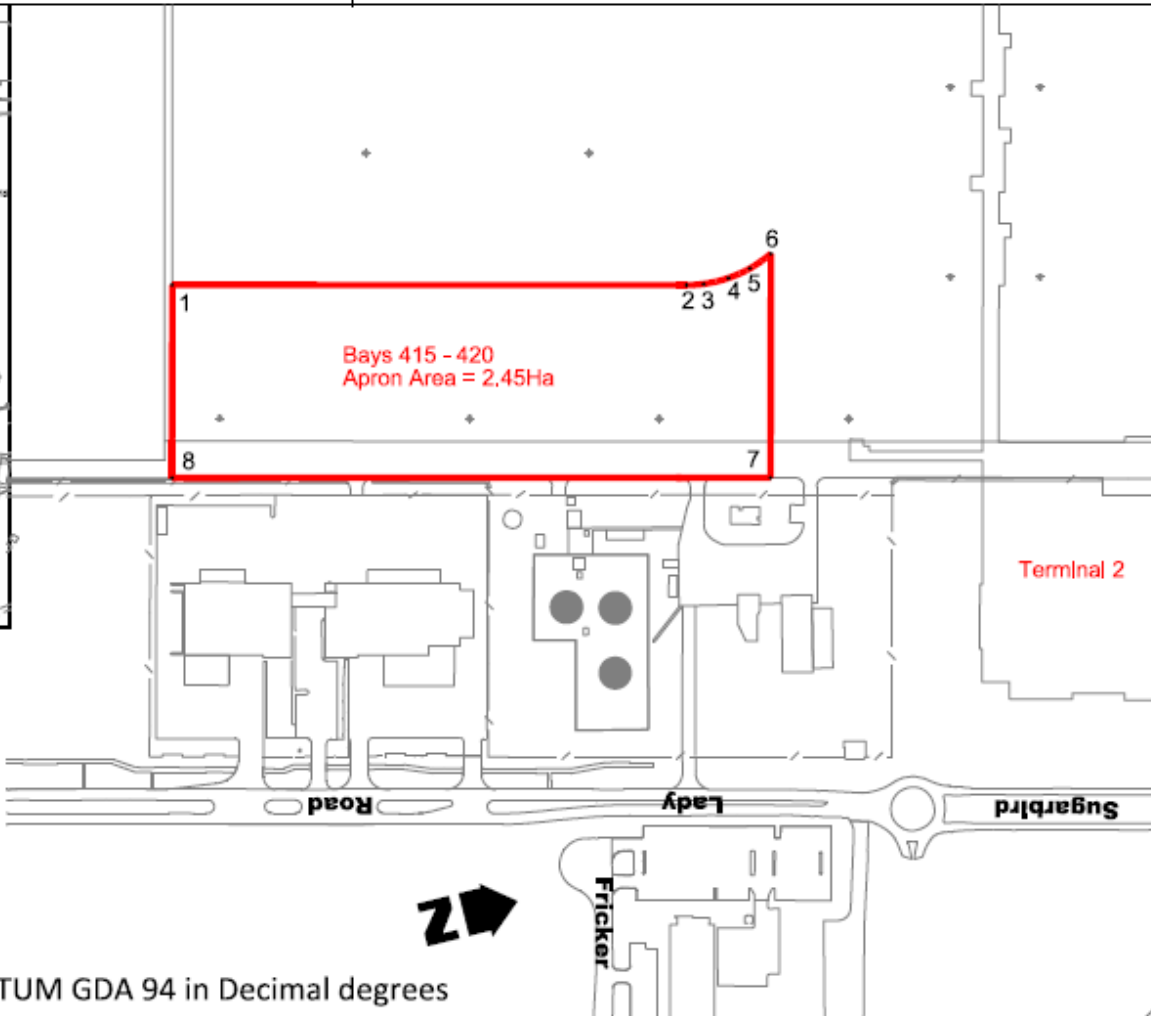 6
1
2
3
4
5
Bays 415 - 420
Apron Area = 2.45Ha
8
7
Terminal 2
Road
Lady
Sugarbird
Fricker
N
TUM GDA 94 in Decimal degrees